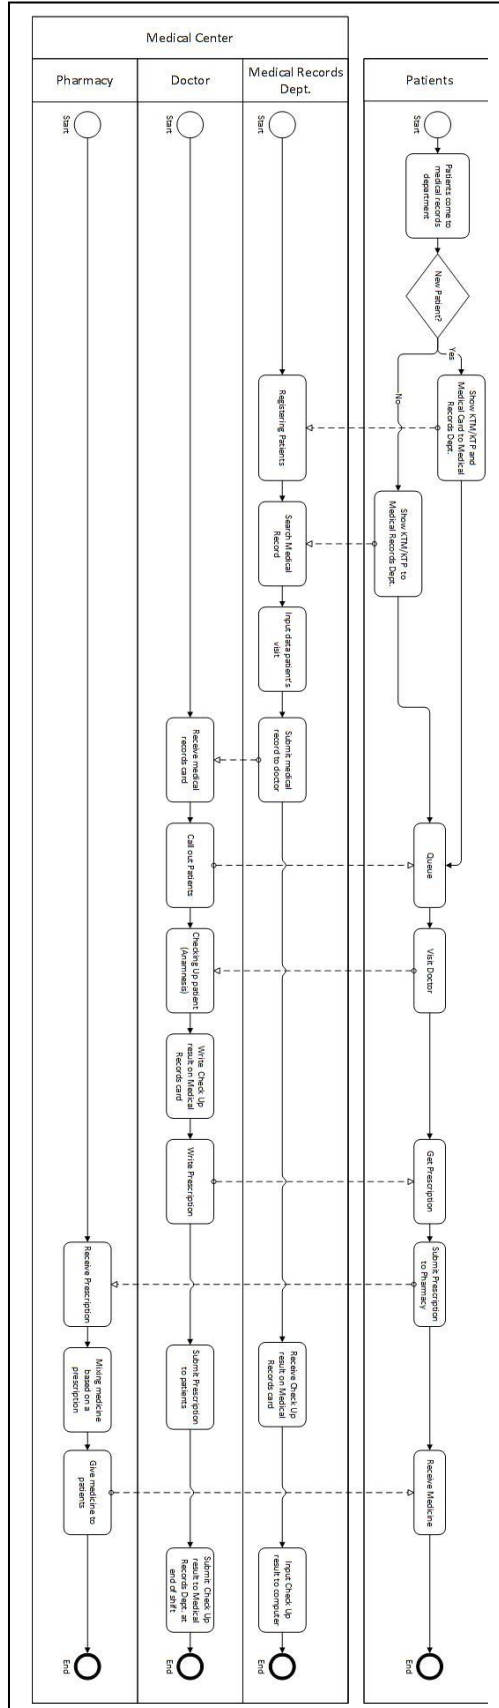 Medical Center
Pharmacy
Doctor
Medical Records
Dept.
Patients
Start
Start
Start
Start
Patients come to
medical records
department
New Patient?
Yes
No
Show KTM/KTP and
Medical Card to Medical
Records Dept.
Registering Patients
Show KTM/KTP to
Medical Records Dept.
Search Medical
Record
Input data patient's
visit
Submit medical
record to doctor
Receive medical
records card
Call out Patients
Queue
Visit Doctor
Checking Up patient
(Anamnesis)
Write Check Up
result on Medical
Records card
Write Prescription
Get Prescription
Submit Prescription
to Pharmacy
Receive Prescription
Mixing medicine
based on a
prescription
Submit Prescription
to patients
Receive Check Up
result on Medical
Records card
Give medicine to
patients
Receive Medicine
Submit Check Up
result to Medical
Records Dept. at
end of shift
Input Check Up
result to computer
End
End
End
End